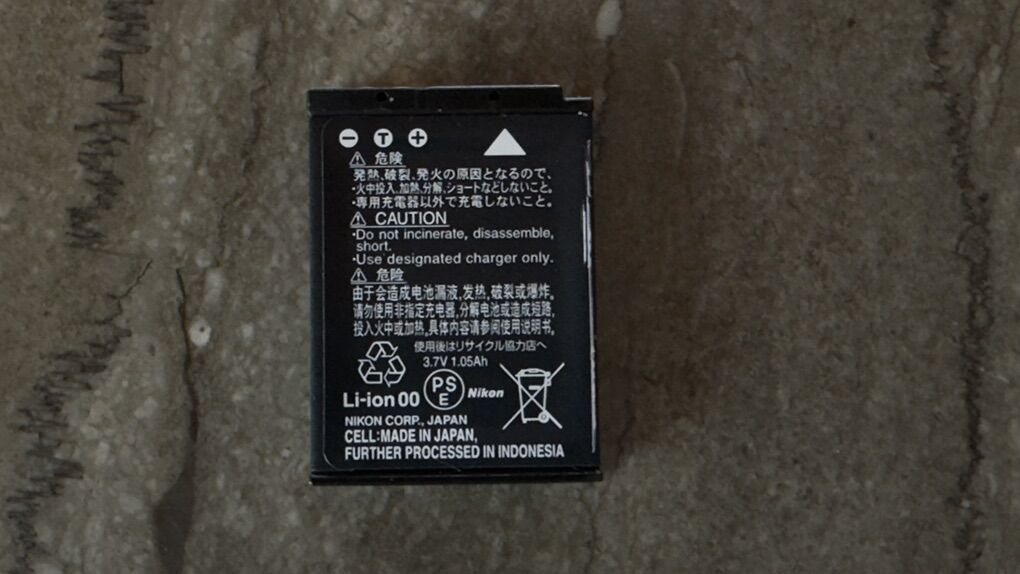 − T +
⚠ 危険
発熱、破裂、発火の原因となるので、
・火中投入、加熱、分解、ショートなどしないこと。
・専用充電器以外で充電しないこと。
⚠ CAUTION
・Do not incinerate, disassemble,
short.
・Use designated charger only.
⚠ 危险
由于会造成电池漏液,发热,破裂或爆炸。
请勿使用非指定充电器,分解电池或造成短路,
投入火中或加热,具体内容请参阅使用说明书。
使用後はリサイクル協力店へ
3.7V 1.05Ah
Li-ion 00 PSE Nikon
NIKON CORP., JAPAN
CELL:MADE IN JAPAN,
FURTHER PROCESSED IN INDONESIA